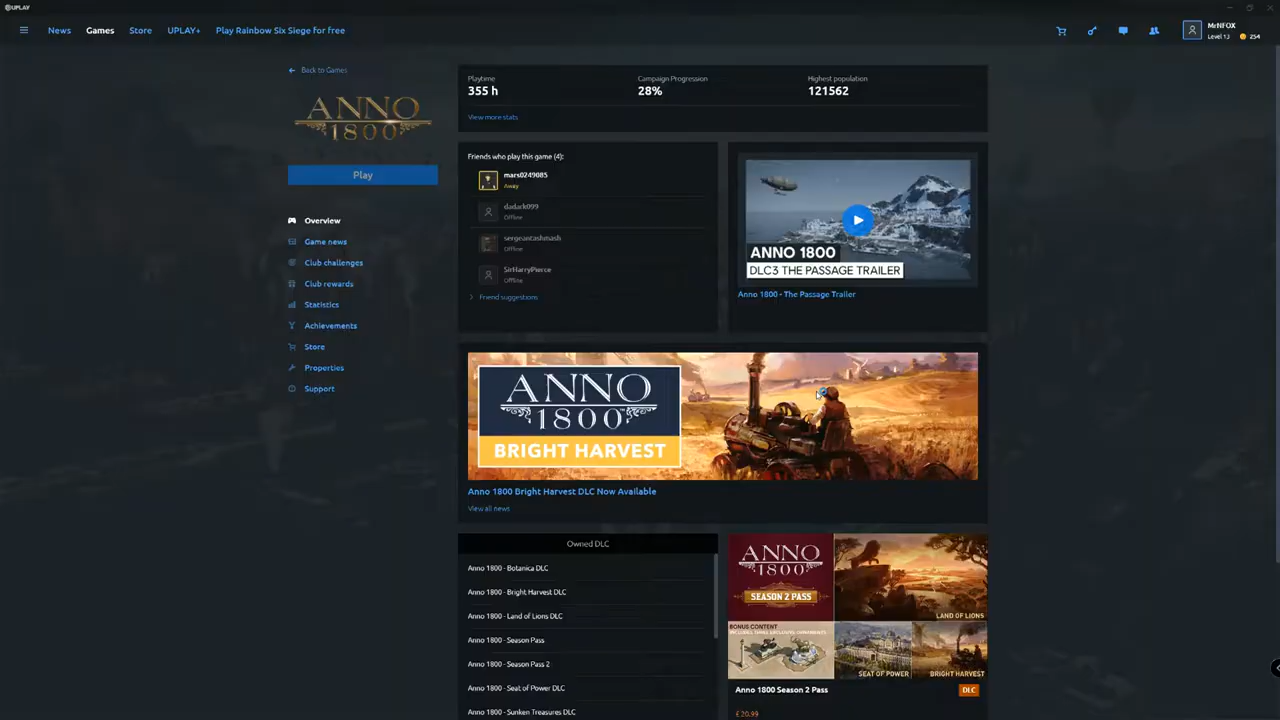 UPLAY
News Games Store UPLAY+ Play Rainbow Six Siege for free
MrNFOX
Level 13 254
Back to Games
ANNO
1800
Play
Overview
Game news
Club challenges
Club rewards
Statistics
Achievements
Store
Properties
Support
Playtime Campaign Progression Highest population
355 h 28% 121562
View more stats
Friends who play this game (4):
mars0249085
Away
dadack099
Offline
sergeantashmash
Offline
SirHarryPierce
Offline
Friend suggestions
ANNO 1800
DLC3 THE PASSAGE TRAILER
Anno 1800 - The Passage Trailer
ANNO
1800
BRIGHT HARVEST
Anno 1800 Bright Harvest DLC Now Available
View all news
Owned DLC
Anno 1800 - Botanica DLC
Anno 1800 - Bright Harvest DLC
Anno 1800 - Land of Lions DLC
Anno 1800 - Season Pass
Anno 1800 - Season Pass 2
Anno 1800 - Seat of Power DLC
Anno 1800 - Sunken Treasures DLC
ANNO
1800
SEASON 2 PASS
LAND OF LIONS
BONUS CONTENT
INCLUDES THREE EXCLUSIVE ORNAMENTS
SEAT OF POWER
BRIGHT HARVEST
Anno 1800 Season 2 Pass DLC
£20.99